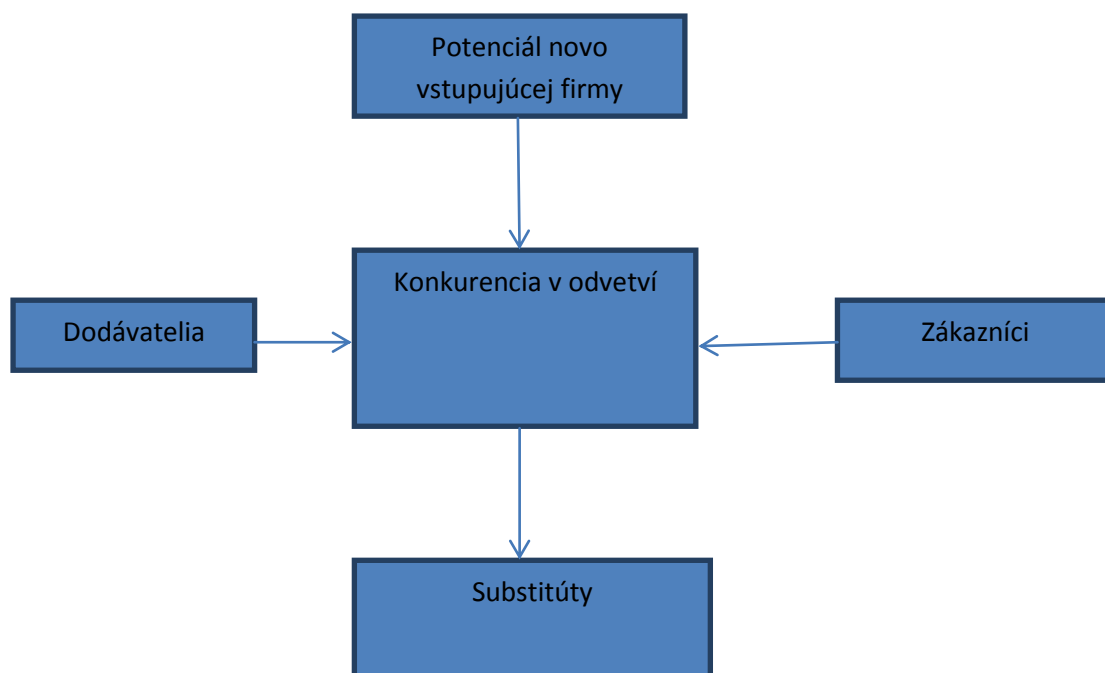 Potenciál novo
vstupujúcej firmy
Konkurencia v odvetví
Dodávatelia
Zákazníci
Substitúty